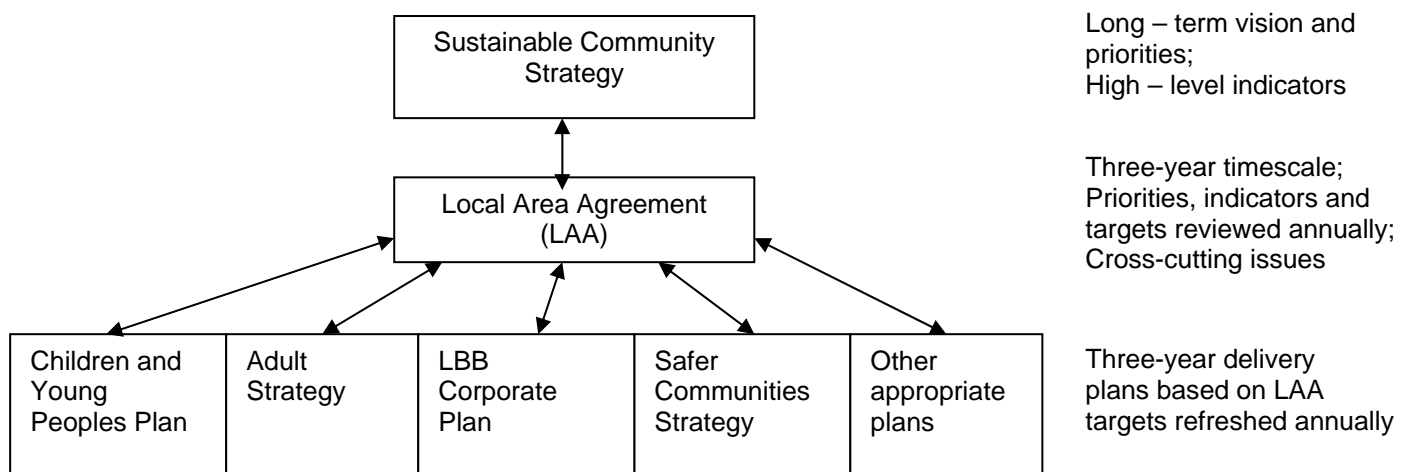 Sustainable Community
Strategy
Long – term vision and
priorities;
High – level indicators
Local Area Agreement
(LAA)
Three-year timescale;
Priorities, indicators and
targets reviewed annually;
Cross-cutting issues
Children and
Young
Peoples Plan
Adult
Strategy
LBB
Corporate
Plan
Safer
Communities
Strategy
Other
appropriate
plans
Three-year delivery
plans based on LAA
targets refreshed annually